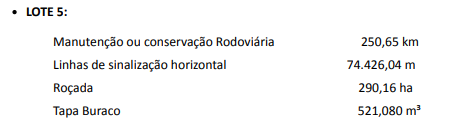 • LOTE 5:
Manutenção ou conservação Rodoviária 250,65 km
Linhas de sinalização horizontal 74.426,04 m
Roçada 290,16 ha
Tapa Buraco 521,080 m³